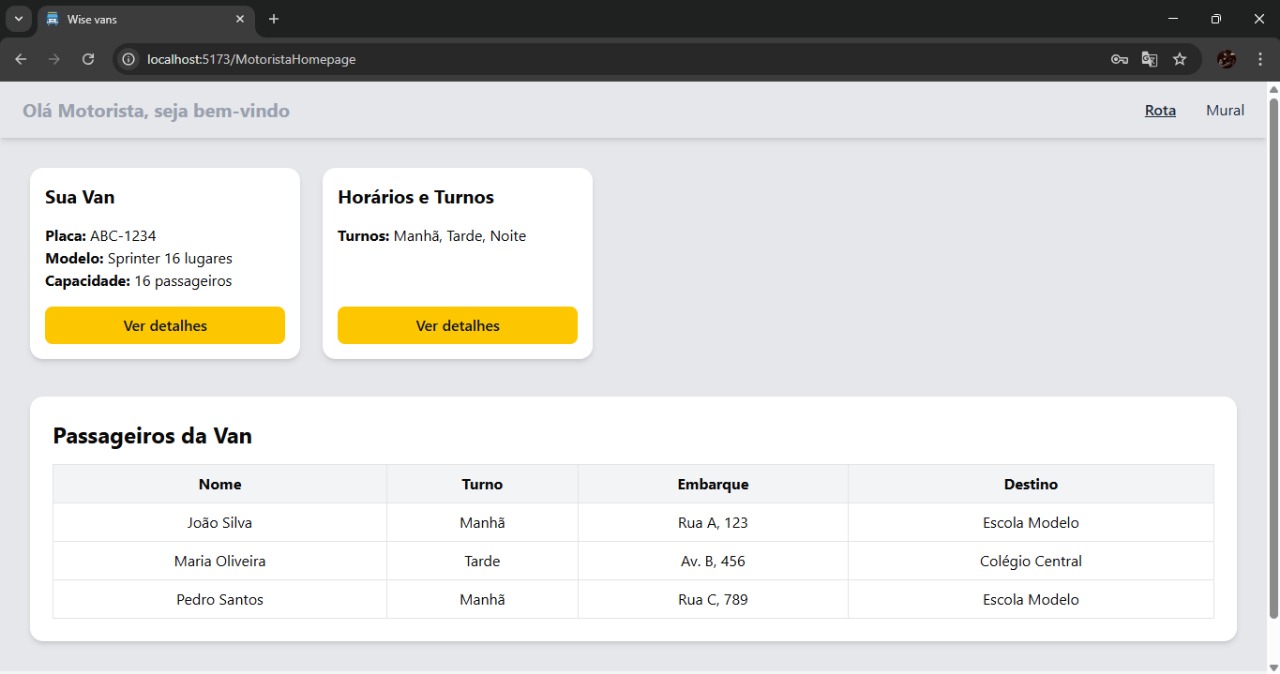 Wise vans
localhost:5173/MotoristaHomepage
Olá Motorista, seja bem-vindo
Rota
Mural
Sua Van
Placa: ABC-1234
Modelo: Sprinter 16 lugares
Capacidade: 16 passageiros
Ver detalhes
Horários e Turnos
Turnos: Manhã, Tarde, Noite
Ver detalhes
Passageiros da Van
Nome Turno Embarque Destino
João Silva Manhã Rua A, 123 Escola Modelo
Maria Oliveira Tarde Av. B, 456 Colégio Central
Pedro Santos Manhã Rua C, 789 Escola Modelo